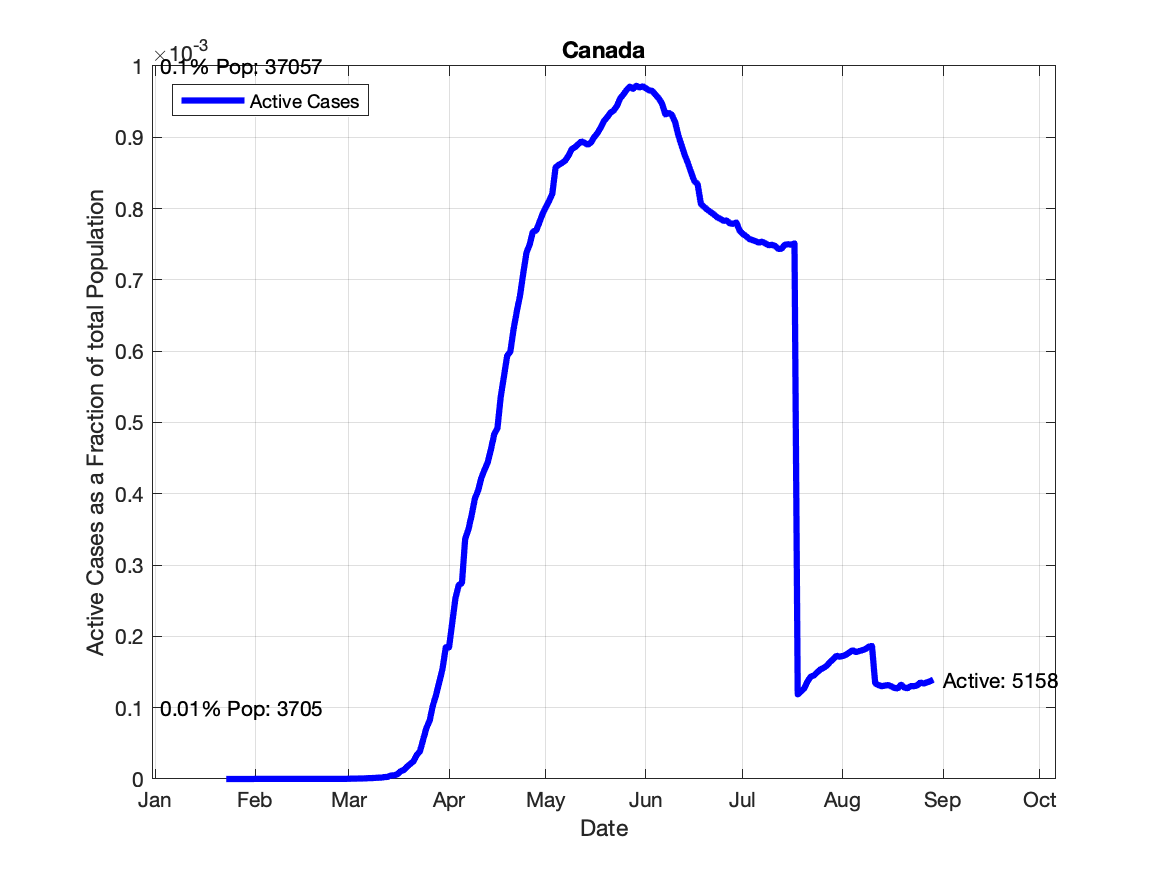 Canada
×10-3
0.1% Pop: 37057
Active Cases
1
0.9
0.8
0.7
0.6
0.5
0.4
0.3
0.2
0.1
0
Active Cases as a Fraction of total Population
Active: 5158
0.01% Pop: 3705
Jan Feb Mar Apr May Jun Jul Aug Sep Oct
Date